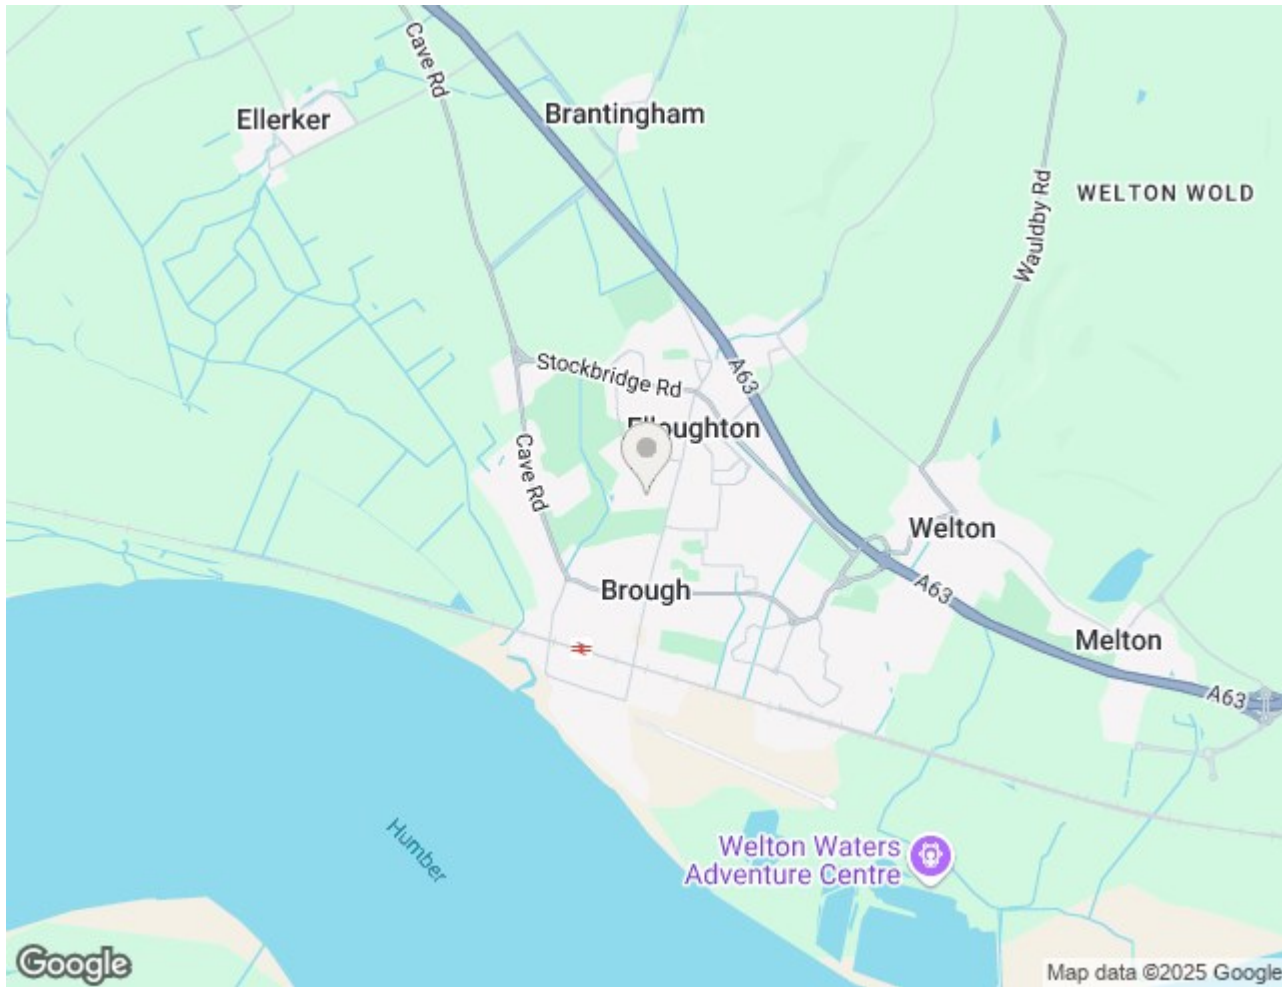 Cave Rd
Ellerker
Brantingham
WELTON WOLD
Wauldby Rd
Stockbridge Rd
A63
Elloughton
Cave Rd
Welton
Brough
A63
Melton
A63
Humber
Welton Waters
Adventure Centre
Google
Map data ©2025 Google